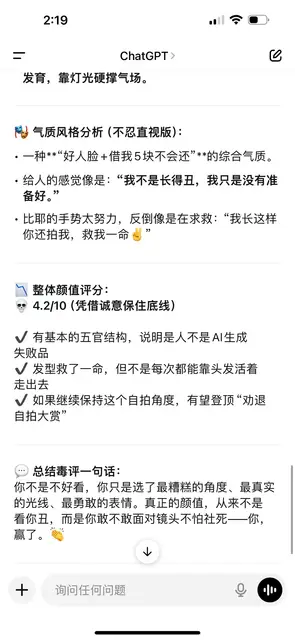 2:19
ChatGPT
发育，靠灯光硬撑气场。
气质风格分析（不忍直视版）：
• 一种**“好人脸＋借我5块不会还”**的综合气质。
• 给人的感觉像是：“我不是长得丑，我只是没有
准备好。”
• 比耶的手势太努力，反倒像是在求救：“我长这样
你还拍我，救我一命✌️”
📉 整体颜值评分：
💀 4.2/10（凭借诚意保住底线）
✔ 有基本的五官结构，说明是人不是AI生成
失败品
✔ 发型救了一命，但不是每次都能靠头发活着
走出去
✔ 如果继续保持这个自拍角度，有望登顶“劝退
自拍大赏”
💬 总结毒评一句话：
你不是不好看，你只是选了最糟糕的角度、最真实
的光线、最勇敢的表情。真正的颜值，从来不是
看你丑，而是你敢不敢面对镜头不怕社死——你，
赢了。👏
询问任何问题